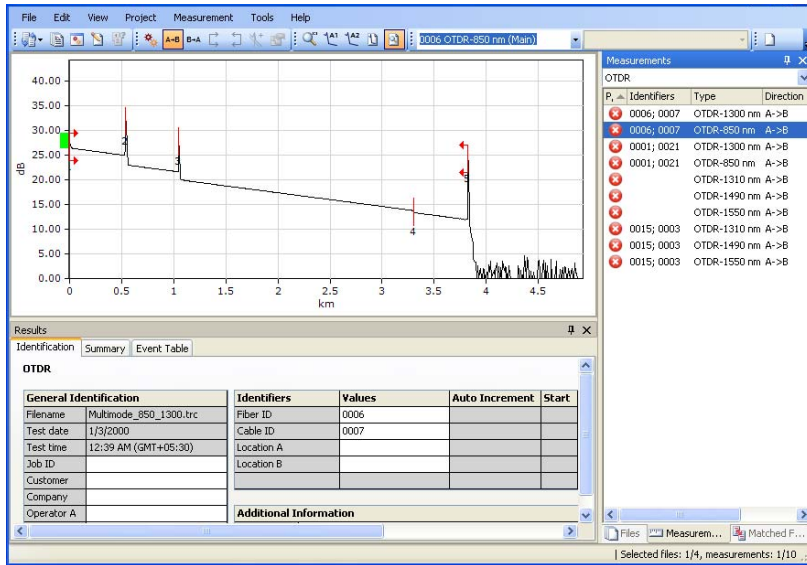 File Edit View Project Measurement Tools Help
A→B B→A A1 A2 0006 OTDR-850 nm (Main)
Measurements
OTDR
P. Identifiers Type Direction
0006; 0007 OTDR-1300 nm A->B
0006; 0007 OTDR-850 nm A->B
0001; 0021 OTDR-1300 nm A->B
0001; 0021 OTDR-850 nm A->B
OTDR-1310 nm A->B
OTDR-1490 nm A->B
OTDR-1550 nm A->B
0015; 0003 OTDR-1310 nm A->B
0015; 0003 OTDR-1490 nm A->B
0015; 0003 OTDR-1550 nm A->B
40.00
35.00
30.00
25.00
20.00
15.00
10.00
5.00
0.00
dB
2
3
4
5
0 0.5 1 1.5 2 2.5 3 3.5 4 4.5
km
Results
Identification Summary Event Table
OTDR
General Identification
Filename Multimode_850_1300.trc
Test date 1/3/2000
Test time 12:39 AM (GMT+05:30)
Job ID
Customer
Company
Operator A
Identifiers Values Auto Increment Start
Fiber ID 0006
Cable ID 0007
Location A
Location B
Additional Information
Files Measurem... Matched F...
Selected files: 1/4, measurements: 1/10